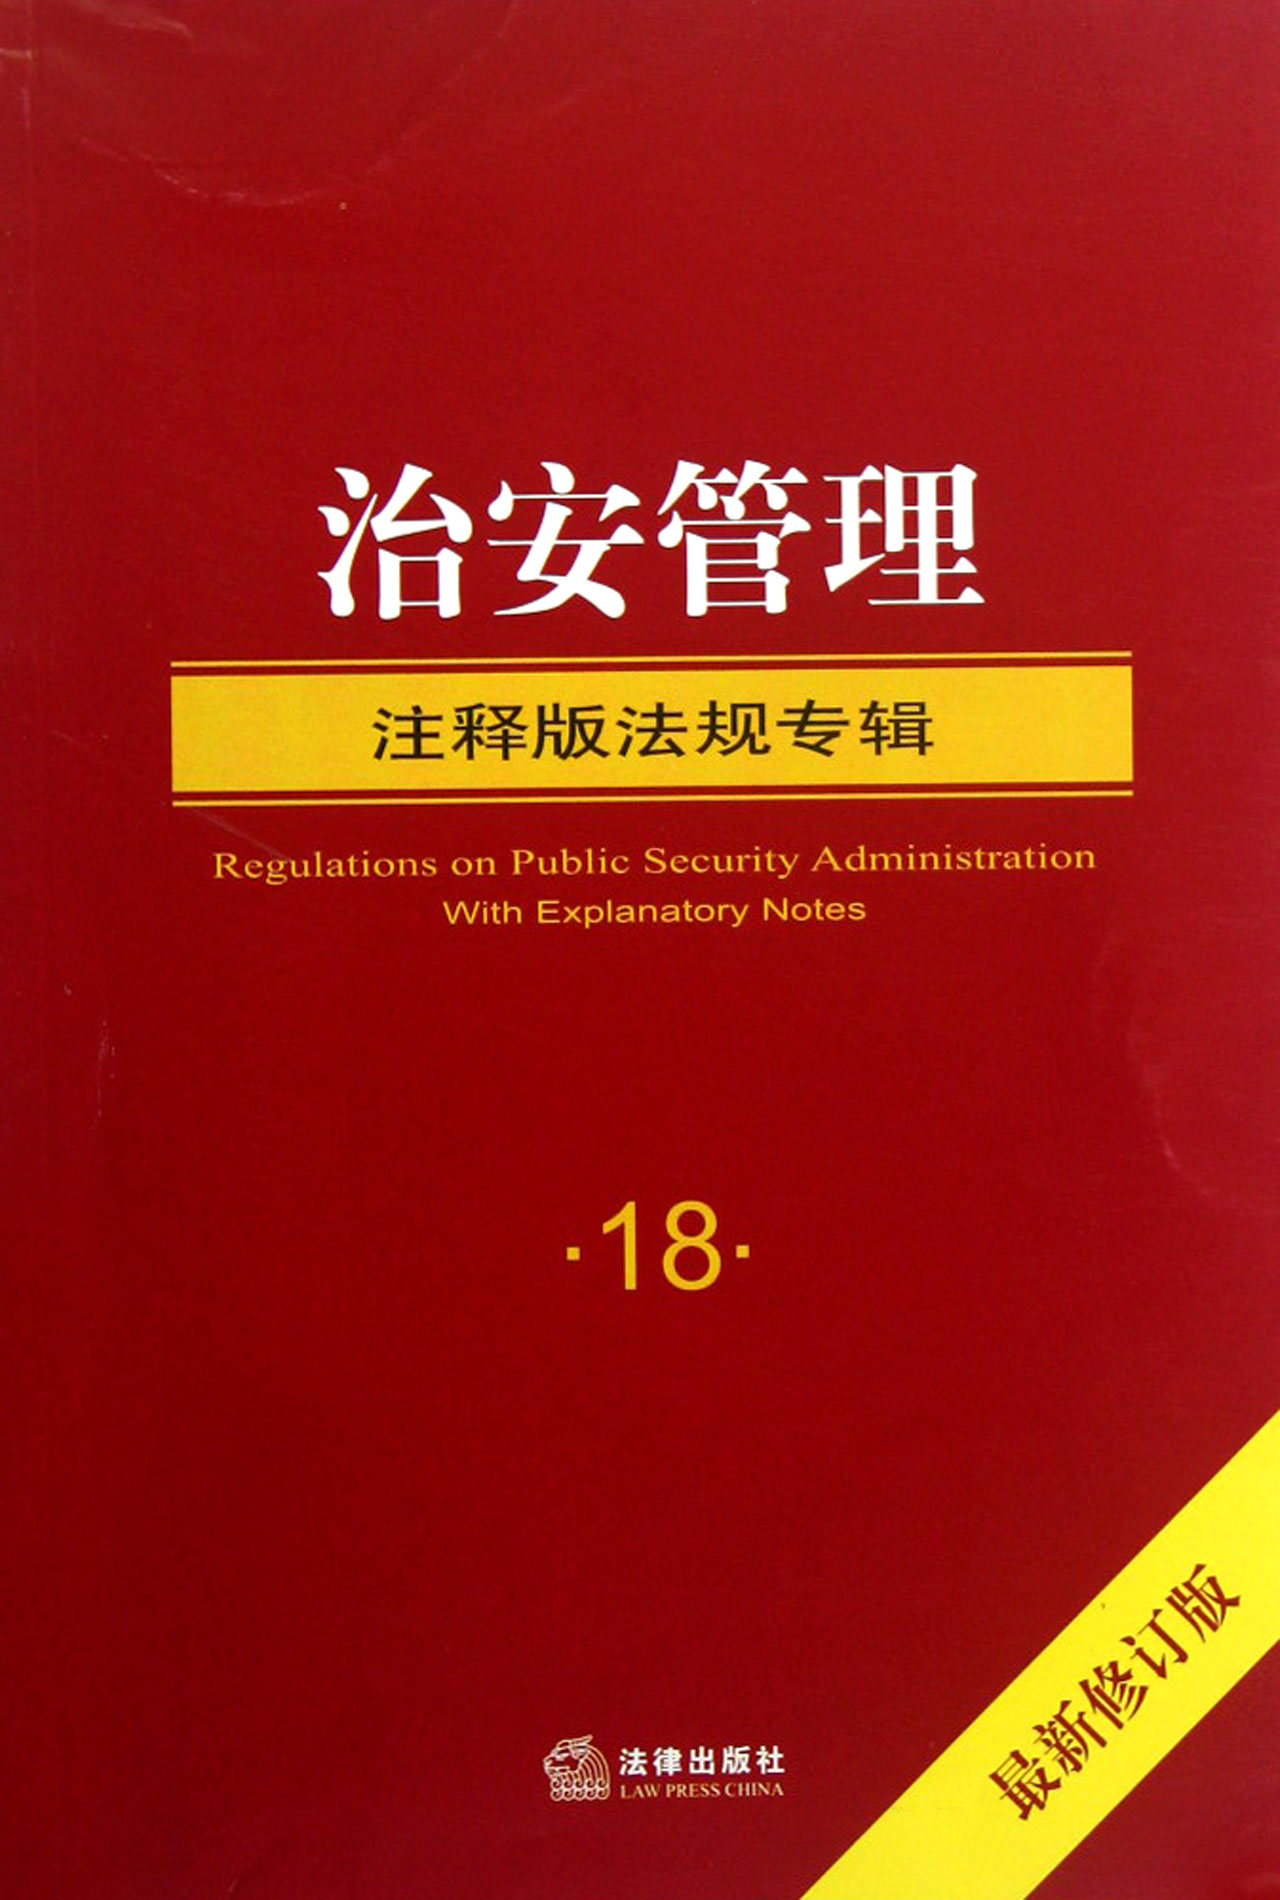 治安管理
注释版法规专辑
Regulations on Public Security Administration
With Explanatory Notes
·18·
最新修订版
法律出版社
LAW PRESS CHINA